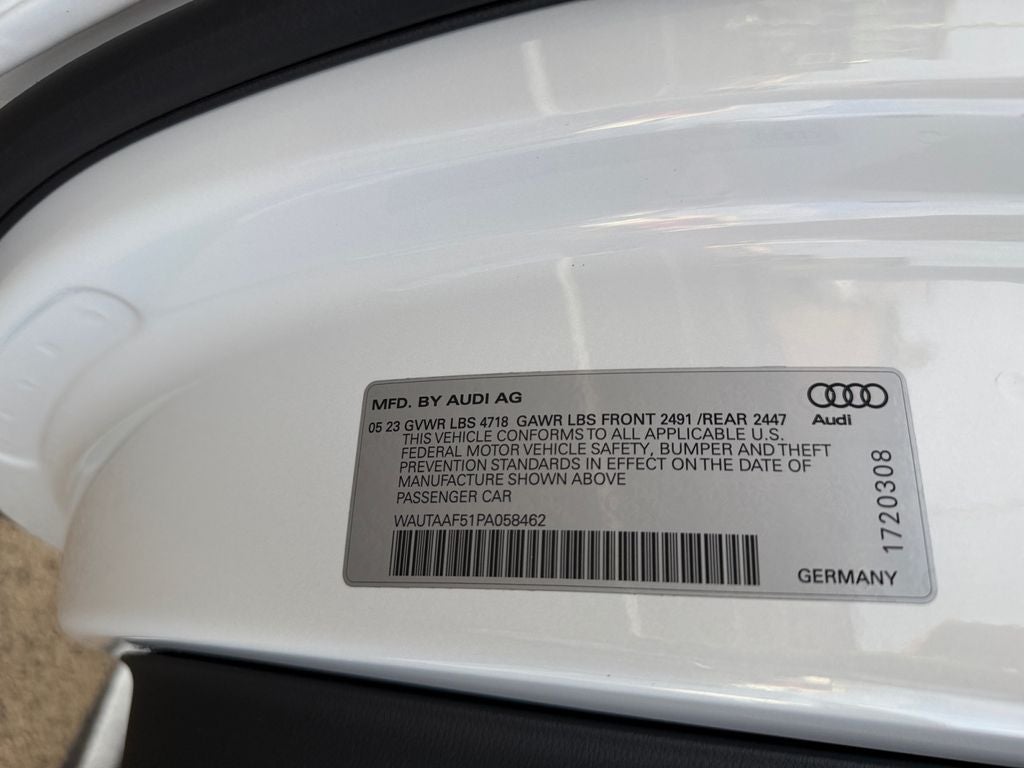 MFD. BY AUDI AG
Audi
05 23 GVWR LBS 4718 GAWR LBS FRONT 2491 /REAR 2447
THIS VEHICLE CONFORMS TO ALL APPLICABLE U.S.
FEDERAL MOTOR VEHICLE SAFETY, BUMPER AND THEFT
PREVENTION STANDARDS IN EFFECT ON THE DATE OF
MANUFACTURE SHOWN ABOVE
PASSENGER CAR
WAUTAAF51PA058462
1720308
GERMANY